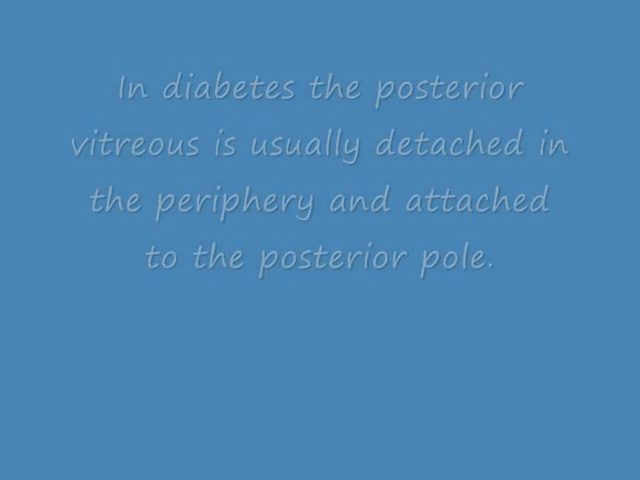 In diabetes the posterior
vitreous is usually detached in
the periphery and attached
to the posterior pole.